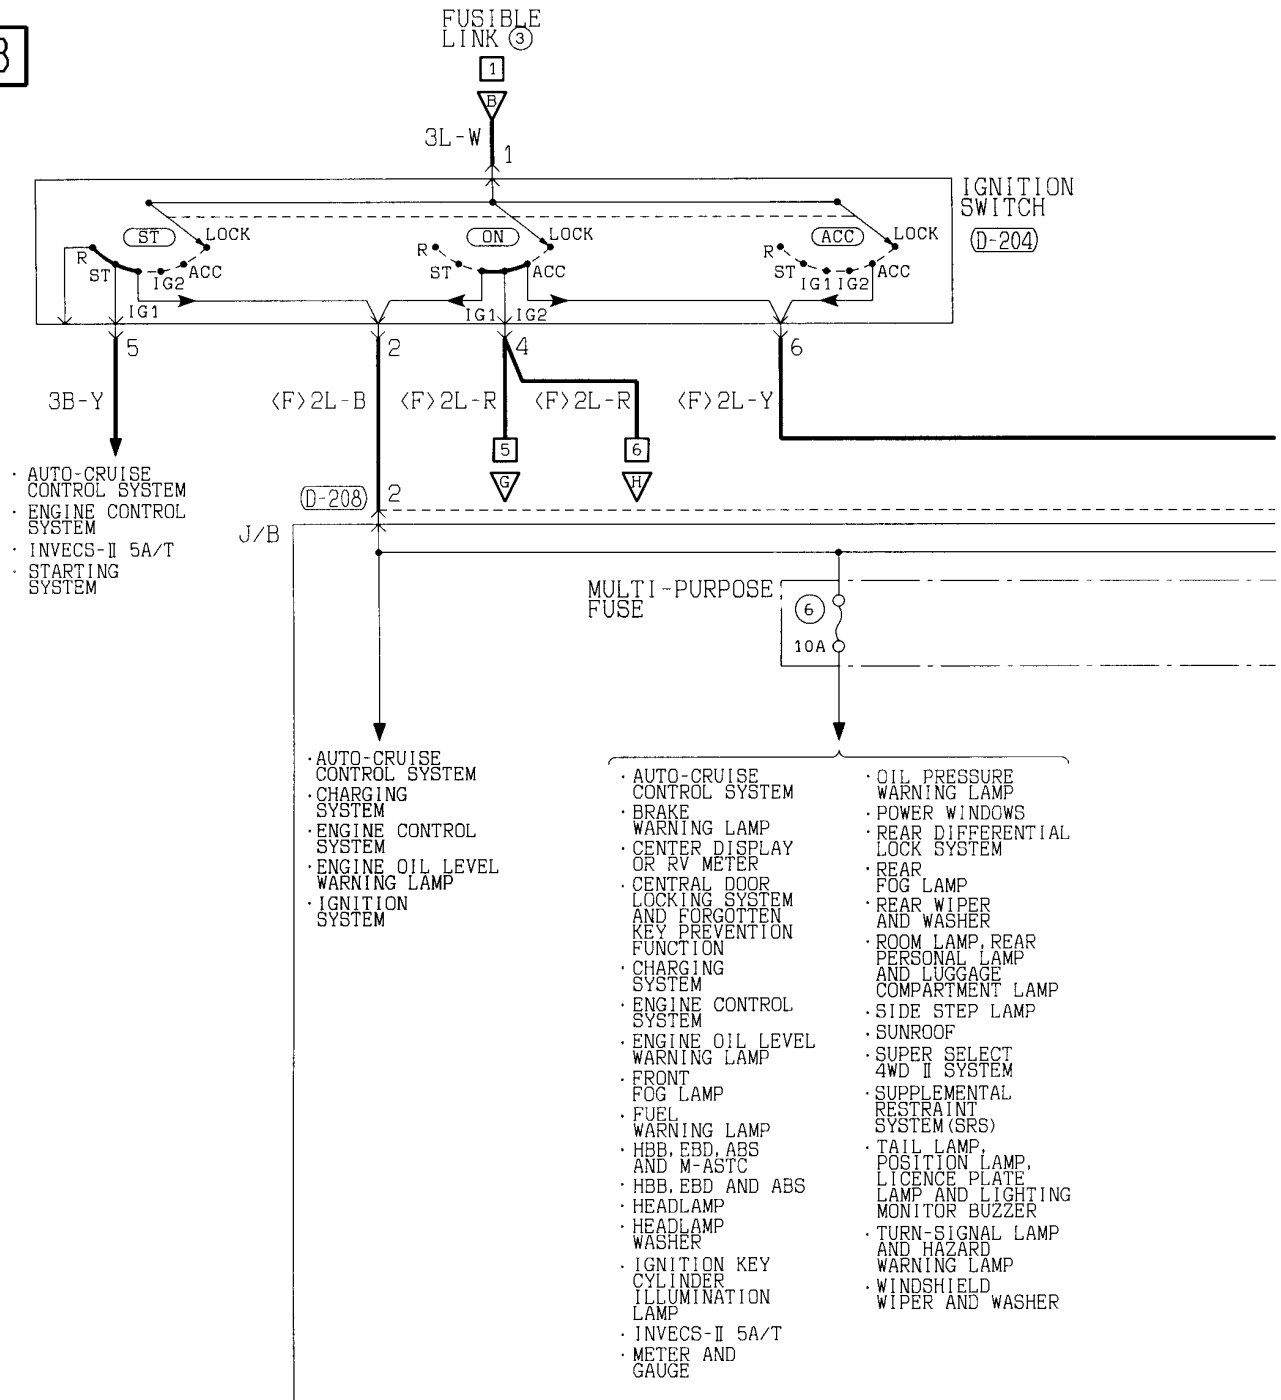 FUSIBLE
LINK ③
1
B
3L-W
1
IGNITION
SWITCH
(D-204)
ST
LOCK
R
ST
IG2
ACC
IG1
ON
LOCK
R
ST
ACC
IG1
IG2
ACC
LOCK
R
ST
IG1
IG2
ACC
5
2
4
6
3B-Y
<F>2L-B
<F>2L-R
<F>2L-R
<F>2L-Y
5
G
6
H
· AUTO-CRUISE
CONTROL SYSTEM
· ENGINE CONTROL
SYSTEM
· INVECS-Ⅱ 5A/T
· STARTING
SYSTEM
(D-208)
2
J/B
MULTI-PURPOSE
FUSE
⑥
10A
·AUTO-CRUISE
CONTROL SYSTEM
·CHARGING
SYSTEM
·ENGINE CONTROL
SYSTEM
·ENGINE OIL LEVEL
WARNING LAMP
·IGNITION
SYSTEM
· AUTO-CRUISE
CONTROL SYSTEM
· BRAKE
WARNING LAMP
· CENTER DISPLAY
OR RV METER
· CENTRAL DOOR
LOCKING SYSTEM
AND FORGOTTEN
KEY PREVENTION
FUNCTION
· CHARGING
SYSTEM
· ENGINE CONTROL
SYSTEM
· ENGINE OIL LEVEL
WARNING LAMP
· FRONT
FOG LAMP
· FUEL
WARNING LAMP
· HBB, EBD, ABS
AND M-ASTC
· HBB, EBD AND ABS
· HEADLAMP
· HEADLAMP
WASHER
· IGNITION KEY
CYLINDER
ILLUMINATION
LAMP
· INVECS-Ⅱ 5A/T
· METER AND
GAUGE
· OIL PRESSURE
WARNING LAMP
· POWER WINDOWS
· REAR DIFFERENTIAL
LOCK SYSTEM
· REAR
FOG LAMP
· REAR WIPER
AND WASHER
· ROOM LAMP, REAR
PERSONAL LAMP
AND LUGGAGE
COMPARTMENT LAMP
· SIDE STEP LAMP
· SUNROOF
· SUPER SELECT
4WD Ⅱ SYSTEM
· SUPPLEMENTAL
RESTRAINT
SYSTEM(SRS)
· TAIL LAMP,
POSITION LAMP,
LICENCE PLATE
LAMP AND LIGHTING
MONITOR BUZZER
· TURN-SIGNAL LAMP
AND HAZARD
WARNING LAMP
· WINDSHIELD
WIPER AND WASHER